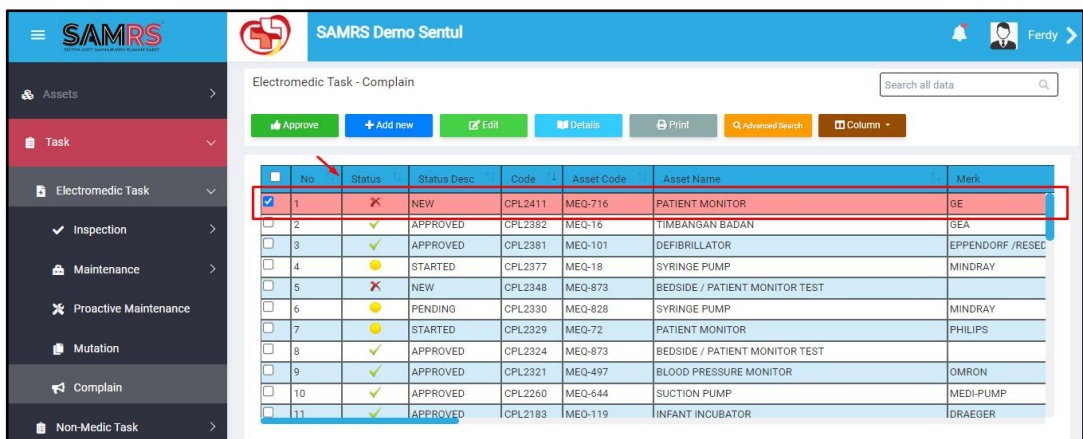 SAMRS
SAMRS Demo Sentul
Ferdy
Assets
Task
Electromedic Task
Inspection
Maintenance
Proactive Maintenance
Mutation
Complain
Non-Medic Task
Electromedic Task - Complain
Search all data
Approve
Add new
Edit
Details
Print
Advanced Search
Column
No Status Status Desc Code Asset Code Asset Name Merk
1 NEW CPL2411 MEQ-716 PATIENT MONITOR GE
2 APPROVED CPL2382 MEQ-16 TIMBANGAN BADAN GEA
3 APPROVED CPL2381 MEQ-101 DEFIBRILLATOR EPPENDORF /RESED
4 STARTED CPL2377 MEQ-18 SYRINGE PUMP MINDRAY
5 NEW CPL2348 MEQ-873 BEDSIDE / PATIENT MONITOR TEST
6 PENDING CPL2330 MEQ-828 SYRINGE PUMP MINDRAY
7 STARTED CPL2329 MEQ-72 PATIENT MONITOR PHILIPS
8 APPROVED CPL2324 MEQ-873 BEDSIDE / PATIENT MONITOR TEST
9 APPROVED CPL2321 MEQ-497 BLOOD PRESSURE MONITOR OMRON
10 APPROVED CPL2260 MEQ-644 SUCTION PUMP MEDI-PUMP
11 APPROVED CPL2183 MEQ-119 INFANT INCUBATOR DRAEGER